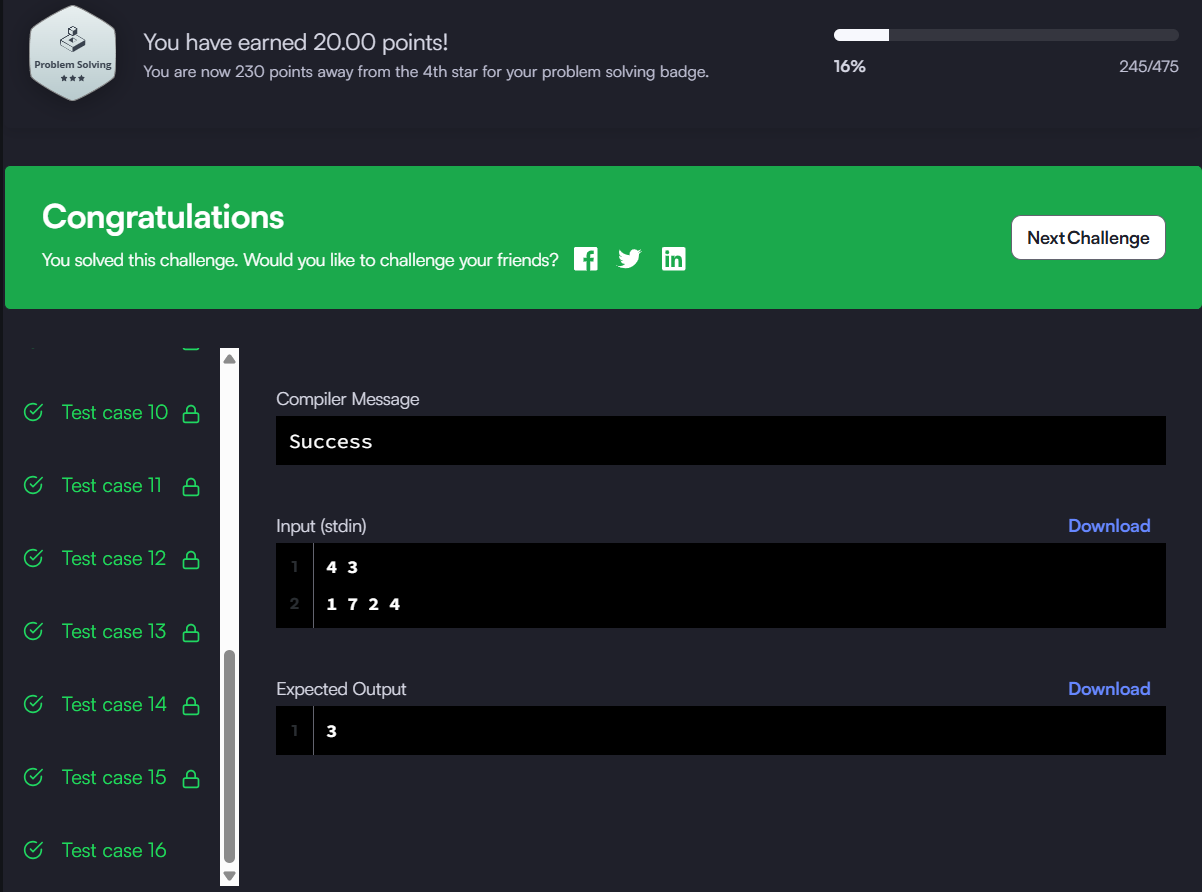 Problem Solving
You have earned 20.00 points!
You are now 230 points away from the 4th star for your problem solving badge.
16%
245/475
Congratulations
You solved this challenge. Would you like to challenge your friends?
Next Challenge
Test case 10
Test case 11
Test case 12
Test case 13
Test case 14
Test case 15
Test case 16
Compiler Message
Success
Input (stdin)
Download
1 4 3
2 1 7 2 4
Expected Output
Download
1 3